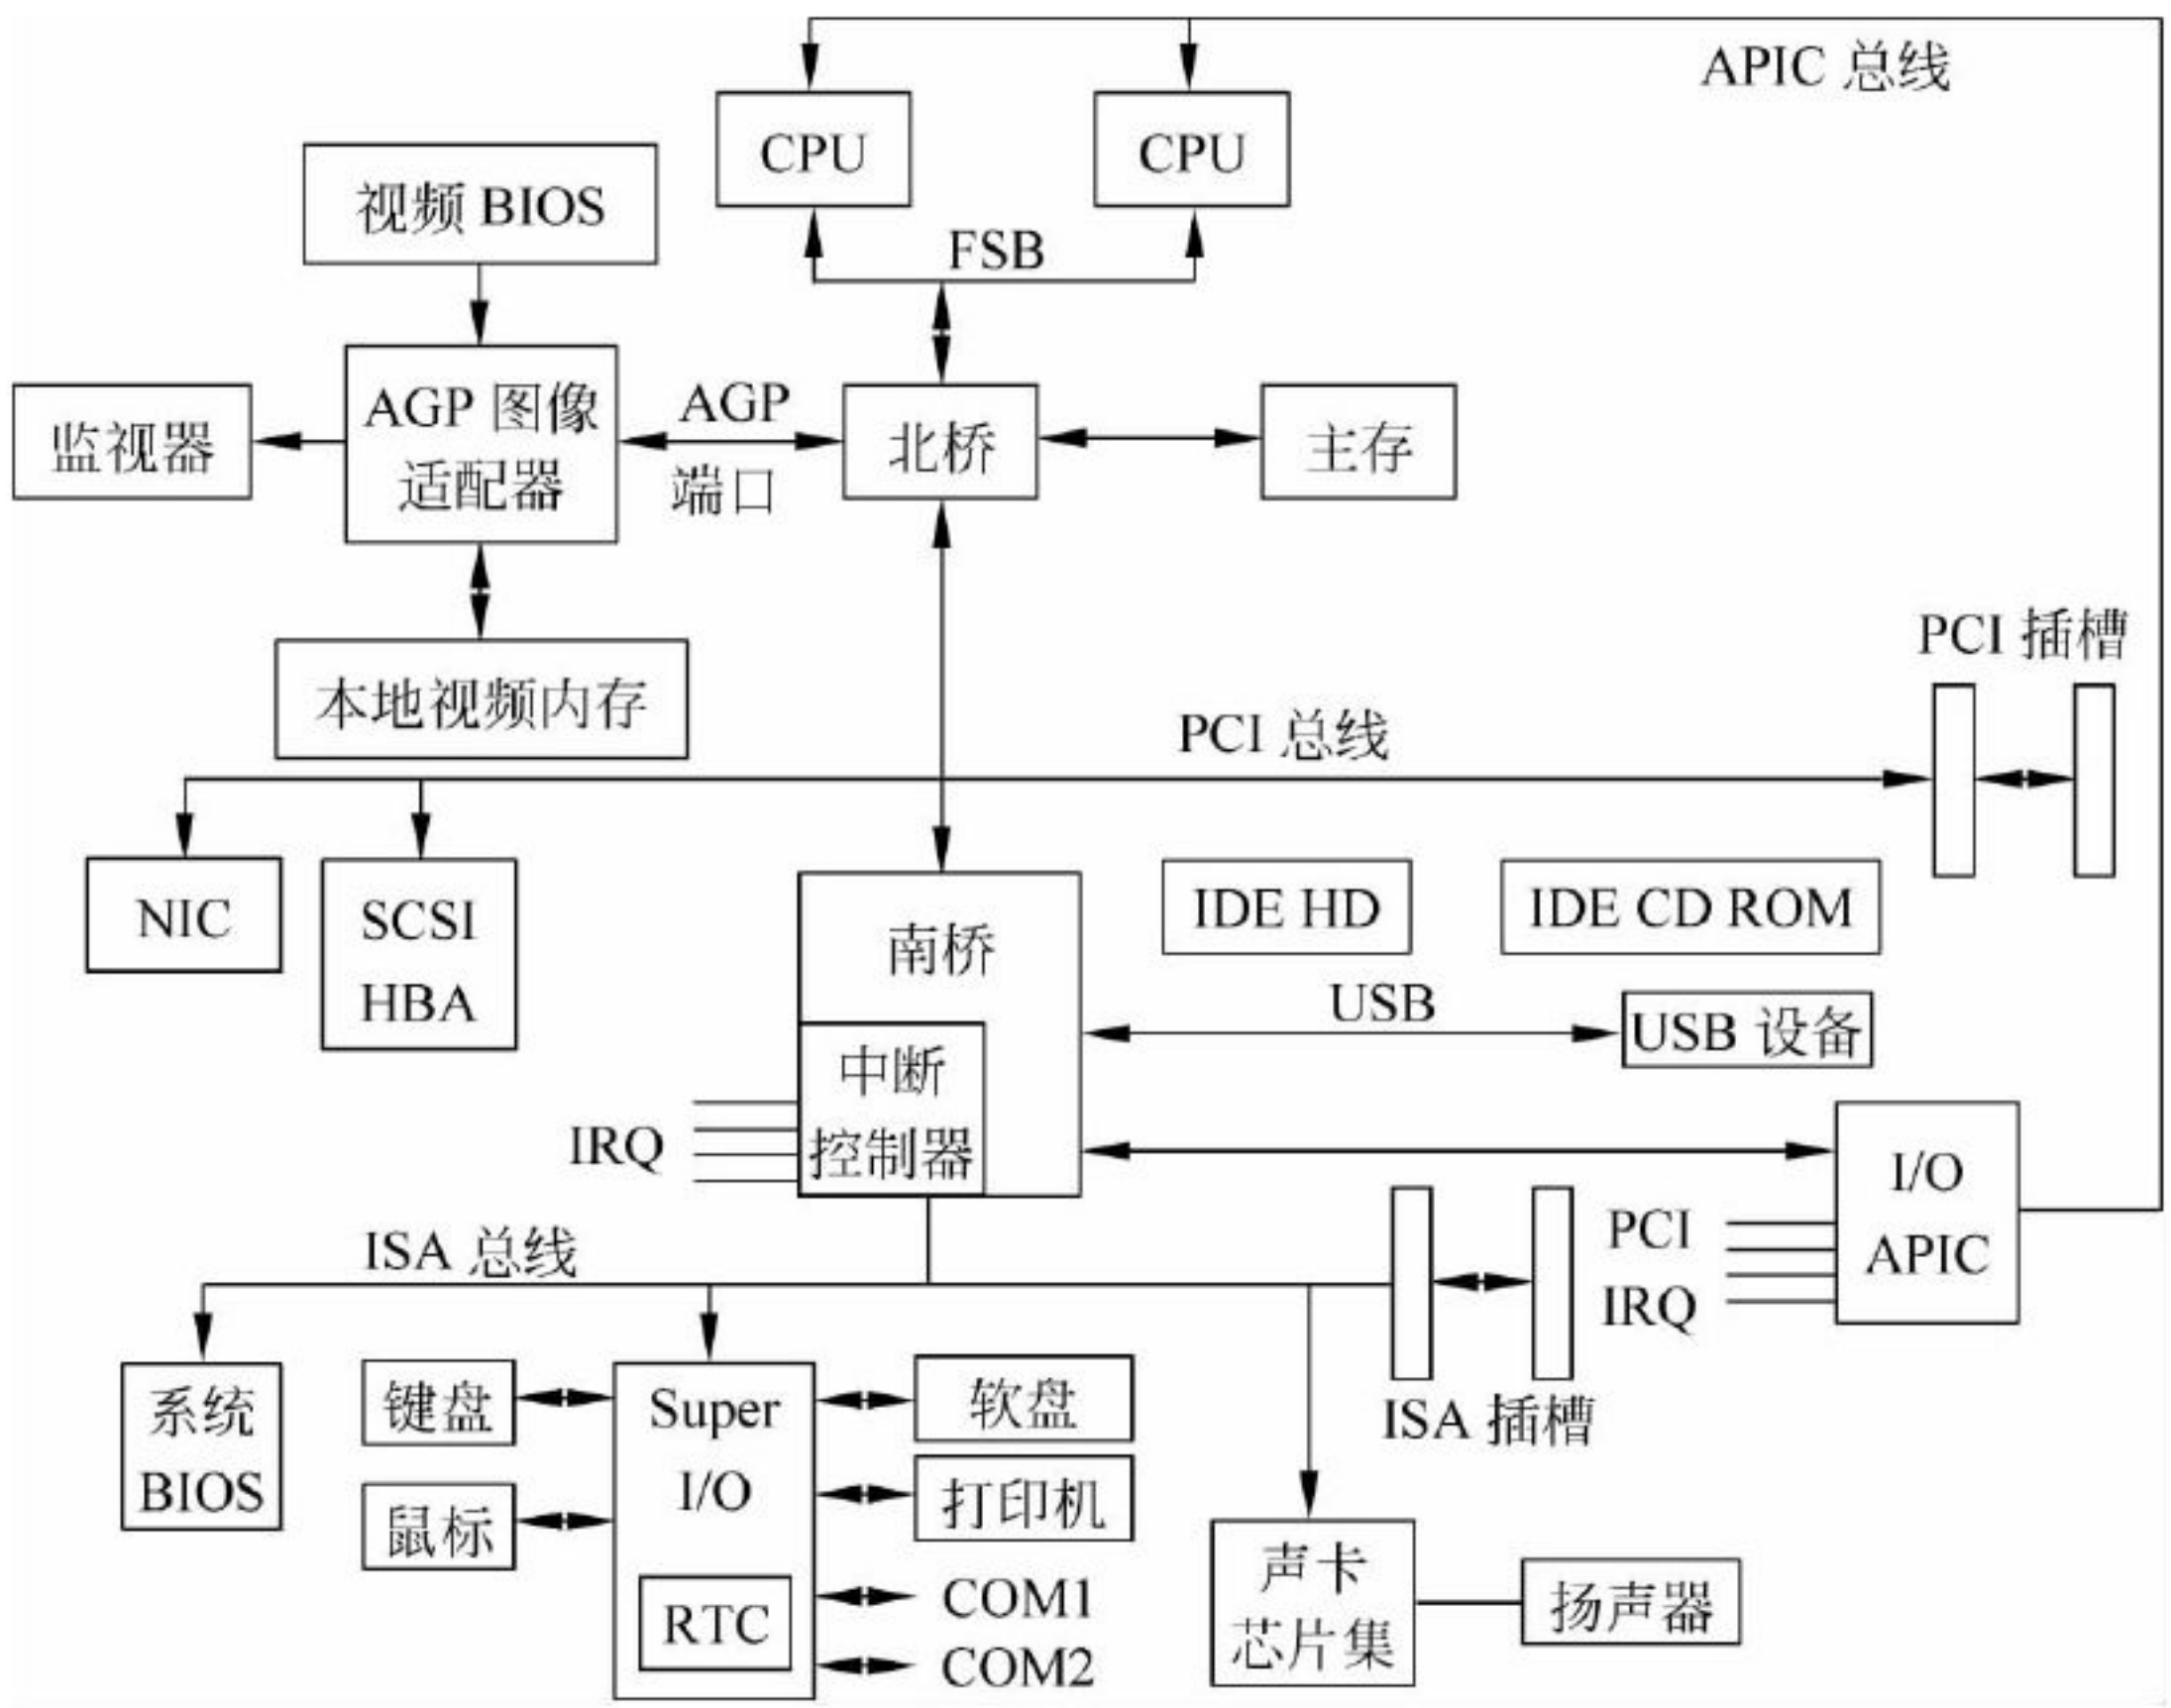 APIC 总线
CPU
CPU
视频 BIOS
FSB
监视器
AGP 图像
适配器
AGP
端口
北桥
主存
本地视频内存
PCI 插槽
PCI 总线
NIC
SCSI
HBA
南桥
IDE HD
IDE CD ROM
USB
USB 设备
中断
控制器
IRQ
I/O
APIC
PCI
IRQ
ISA 总线
ISA 插槽
系统
BIOS
键盘
鼠标
Super
I/O
RTC
软盘
打印机
COM1
COM2
声卡
芯片集
扬声器